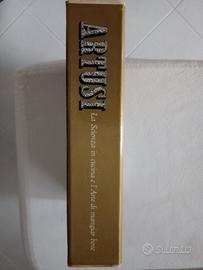 ARTUSI
La Scienza in cucina e l'Arte di mangiar bene
Subito